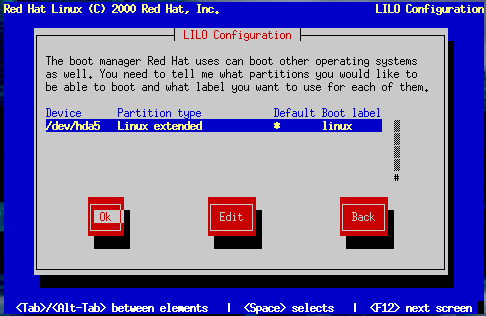 Red Hat Linux (C) 2000 Red Hat, Inc. LILO Configuration
LILO Configuration
The boot manager Red Hat uses can boot other operating systems
as well. You need to tell me what partitions you would like to
be able to boot and what label you want to use for each of them.
Device Partition type Default Boot label
/dev/hda5 Linux extended * linux
#
Ok Edit Back
<Tab>/<Alt-Tab> between elements | <Space> selects | <F12> next screen